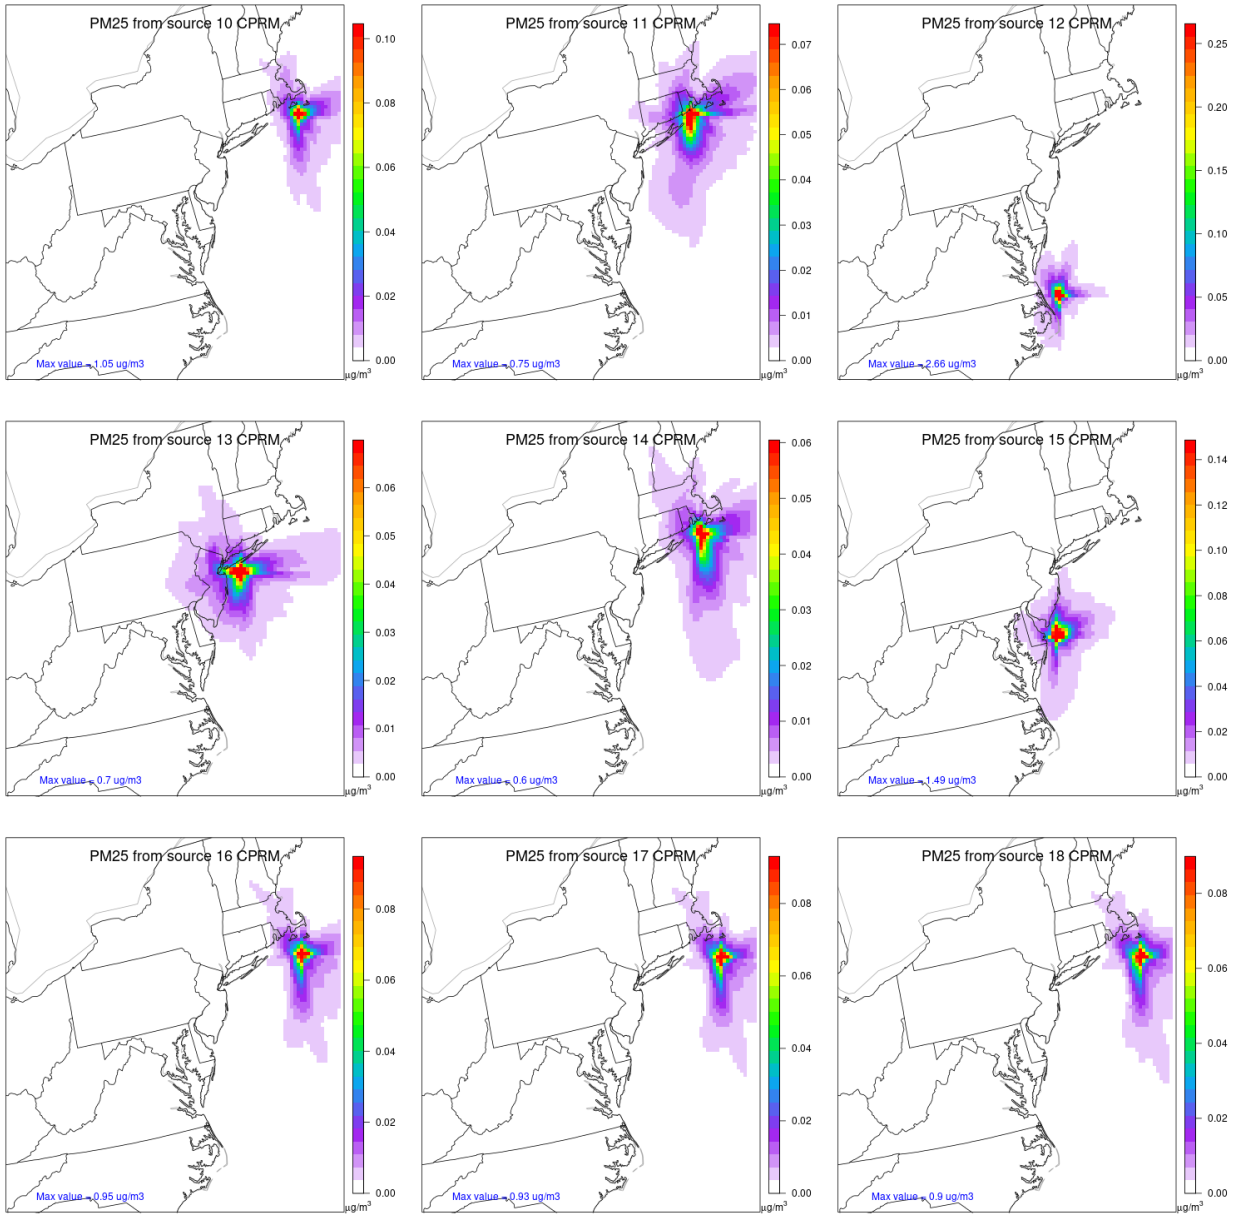 PM25 from source 10 CPRM
0.10
0.08
0.06
0.04
0.02
0.00
Max value = 1.05 ug/m3
μg/m3
PM25 from source 11 CPRM
0.07
0.06
0.05
0.04
0.03
0.02
0.01
0.00
Max value = 0.75 ug/m3
μg/m3
PM25 from source 12 CPRM
0.25
0.20
0.15
0.10
0.05
0.00
Max value = 2.66 ug/m3
μg/m3
PM25 from source 13 CPRM
0.06
0.05
0.04
0.03
0.02
0.01
0.00
Max value = 0.7 ug/m3
μg/m3
PM25 from source 14 CPRM
0.06
0.05
0.04
0.03
0.02
0.01
0.00
Max value = 0.6 ug/m3
μg/m3
PM25 from source 15 CPRM
0.14
0.12
0.10
0.08
0.06
0.04
0.02
0.00
Max value = 1.49 ug/m3
μg/m3
PM25 from source 16 CPRM
0.08
0.06
0.04
0.02
0.00
Max value = 0.95 ug/m3
μg/m3
PM25 from source 17 CPRM
0.08
0.06
0.04
0.02
0.00
Max value = 0.93 ug/m3
μg/m3
PM25 from source 18 CPRM
0.08
0.06
0.04
0.02
0.00
Max value = 0.9 ug/m3
μg/m3